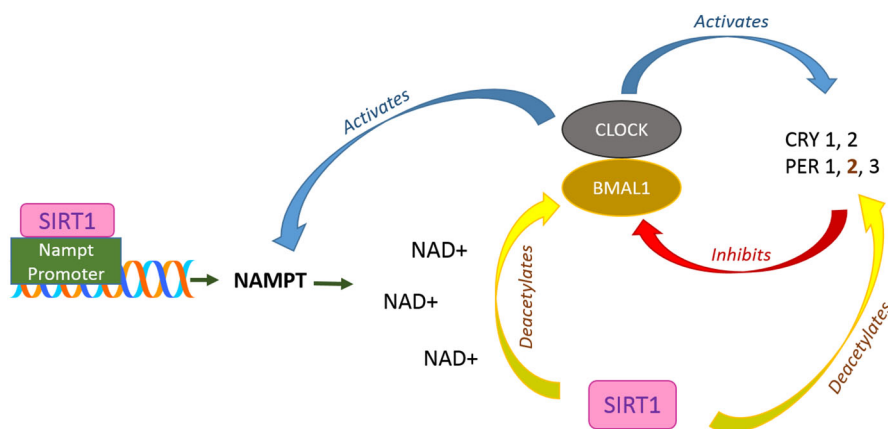 Activates
Activates
CLOCK
CRY 1, 2
PER 1, 2, 3
BMAL1
SIRT1
Nampt
Promoter
NAMPT
NAD+
NAD+
NAD+
Deacetylates
Inhibits
Deacetylates
SIRT1